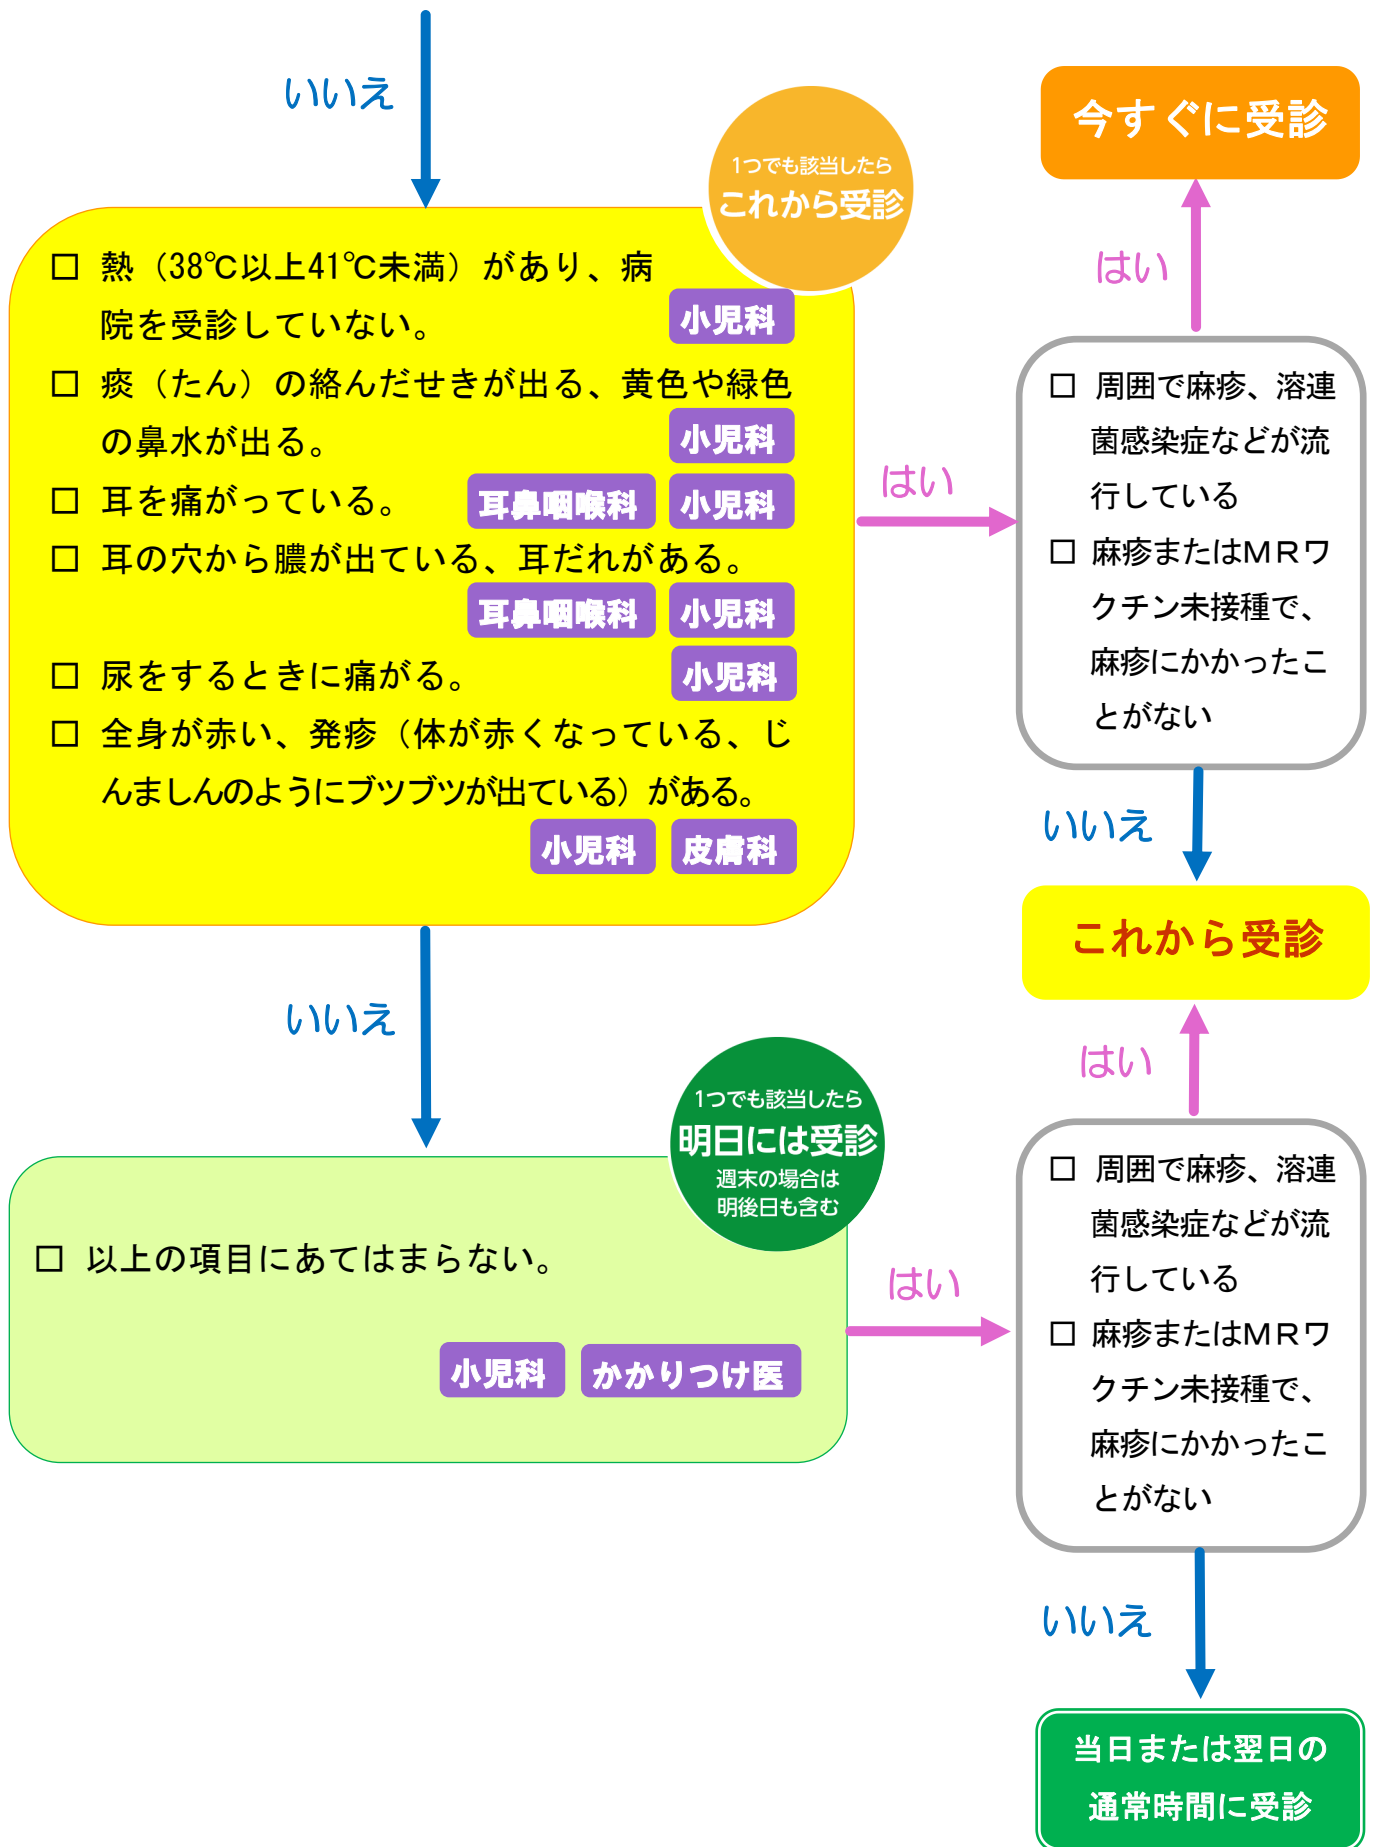 いいえ
1つでも該当したら
これから受診
□ 熱（38℃以上41℃未満）があり、病
院を受診していない。
小児科
□ 痰（たん）の絡んだせきが出る、黄色や緑色
の鼻水が出る。
小児科
□ 耳を痛がっている。
耳鼻咽喉科 小児科
□ 耳の穴から膿が出ている、耳だれがある。
耳鼻咽喉科 小児科
□ 尿をするときに痛がる。
小児科
□ 全身が赤い、発疹（体が赤くなっている、じ
んましんのようにブツブツが出ている）がある。
小児科 皮膚科
はい
今すぐに受診
はい
□ 周囲で麻疹、溶連
菌感染症などが流
行している
□ 麻疹またはＭＲワ
クチン未接種で、
麻疹にかかったこ
とがない
いいえ
これから受診
いいえ
1つでも該当したら
明日には受診
週末の場合は
明後日も含む
□ 以上の項目にあてはまらない。
小児科 かかりつけ医
はい
はい
□ 周囲で麻疹、溶連
菌感染症などが流
行している
□ 麻疹またはＭＲワ
クチン未接種で、
麻疹にかかったこ
とがない
いいえ
当日または翌日の
通常時間に受診